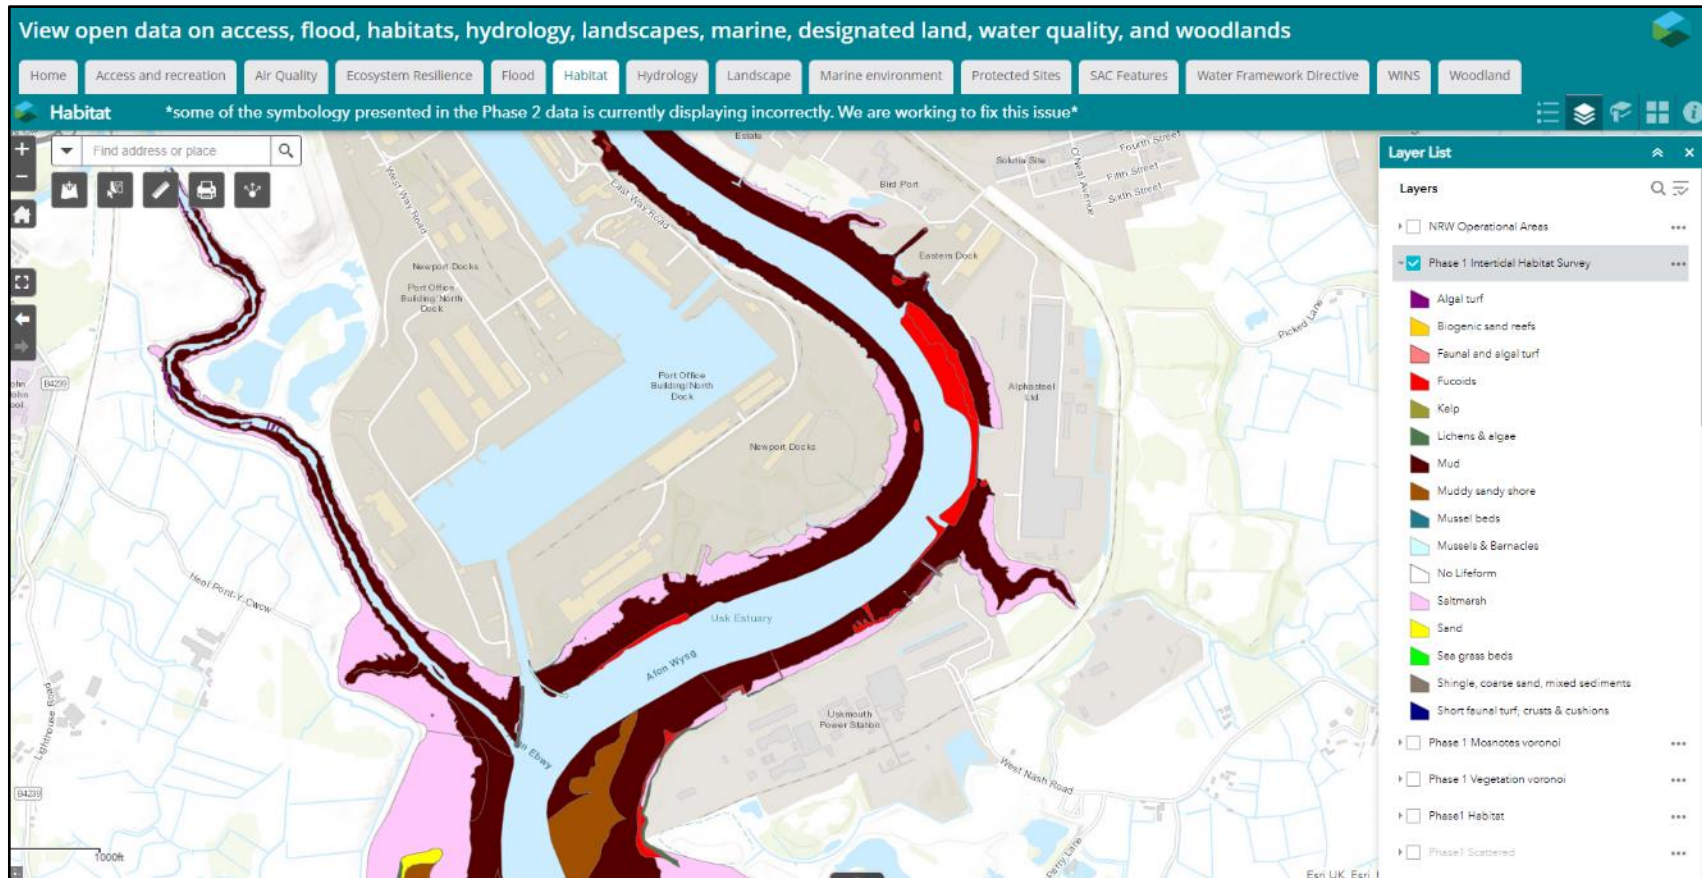 View open data on access, flood, habitats, hydrology, landscapes, marine, designated land, water quality, and woodlands
Home
Access and recreation
Air Quality
Ecosystem Resilience
Flood
Habitat
Hydrology
Landscape
Marine environment
Protected Sites
SAC Features
Water Framework Directive
WINS
Woodland
Habitat
*some of the symbology presented in the Phase 2 data is currently displaying incorrectly. We are working to fix this issue*
Find address or place
Layer List
Layers
NRW Operational Areas
Phase 1 Intertidal Habitat Survey
Algal turf
Biogenic sand reefs
Faunal and algal turf
Fucoids
Kelp
Lichens & algae
Mud
Muddy sandy shore
Mussel beds
Mussels & Barnacles
No Lifeform
Saltmarsh
Sand
Sea grass beds
Shingle, coarse sand, mixed sediments
Short faunal turf; crusts & cushions
Phase 1 Mosnotes voronoi
Phase 1 Vegetation voronoi
Phase1 Habitat
Phase1 Scattered
Estate
Solutia Site
Fourth Street
Fifth Street
Sixth Street
O'Neal Avenue
Bird Port
West Way Road
East Way Road
Eastern Dock
Newport Docks
Port Office
Building/North
Dock
Picked Lane
B4239
Port Office
Building/North
Dock
Alphasteel
Ltd
Newport Docks
Heol Pont-Y-Cwcw
Usk Estuary
Afon Wysg
Lighthouse Road
Uskmouth
Power Station
Ebwy
West Nash Road
B4239
1000ft
Esri UK, Esri,